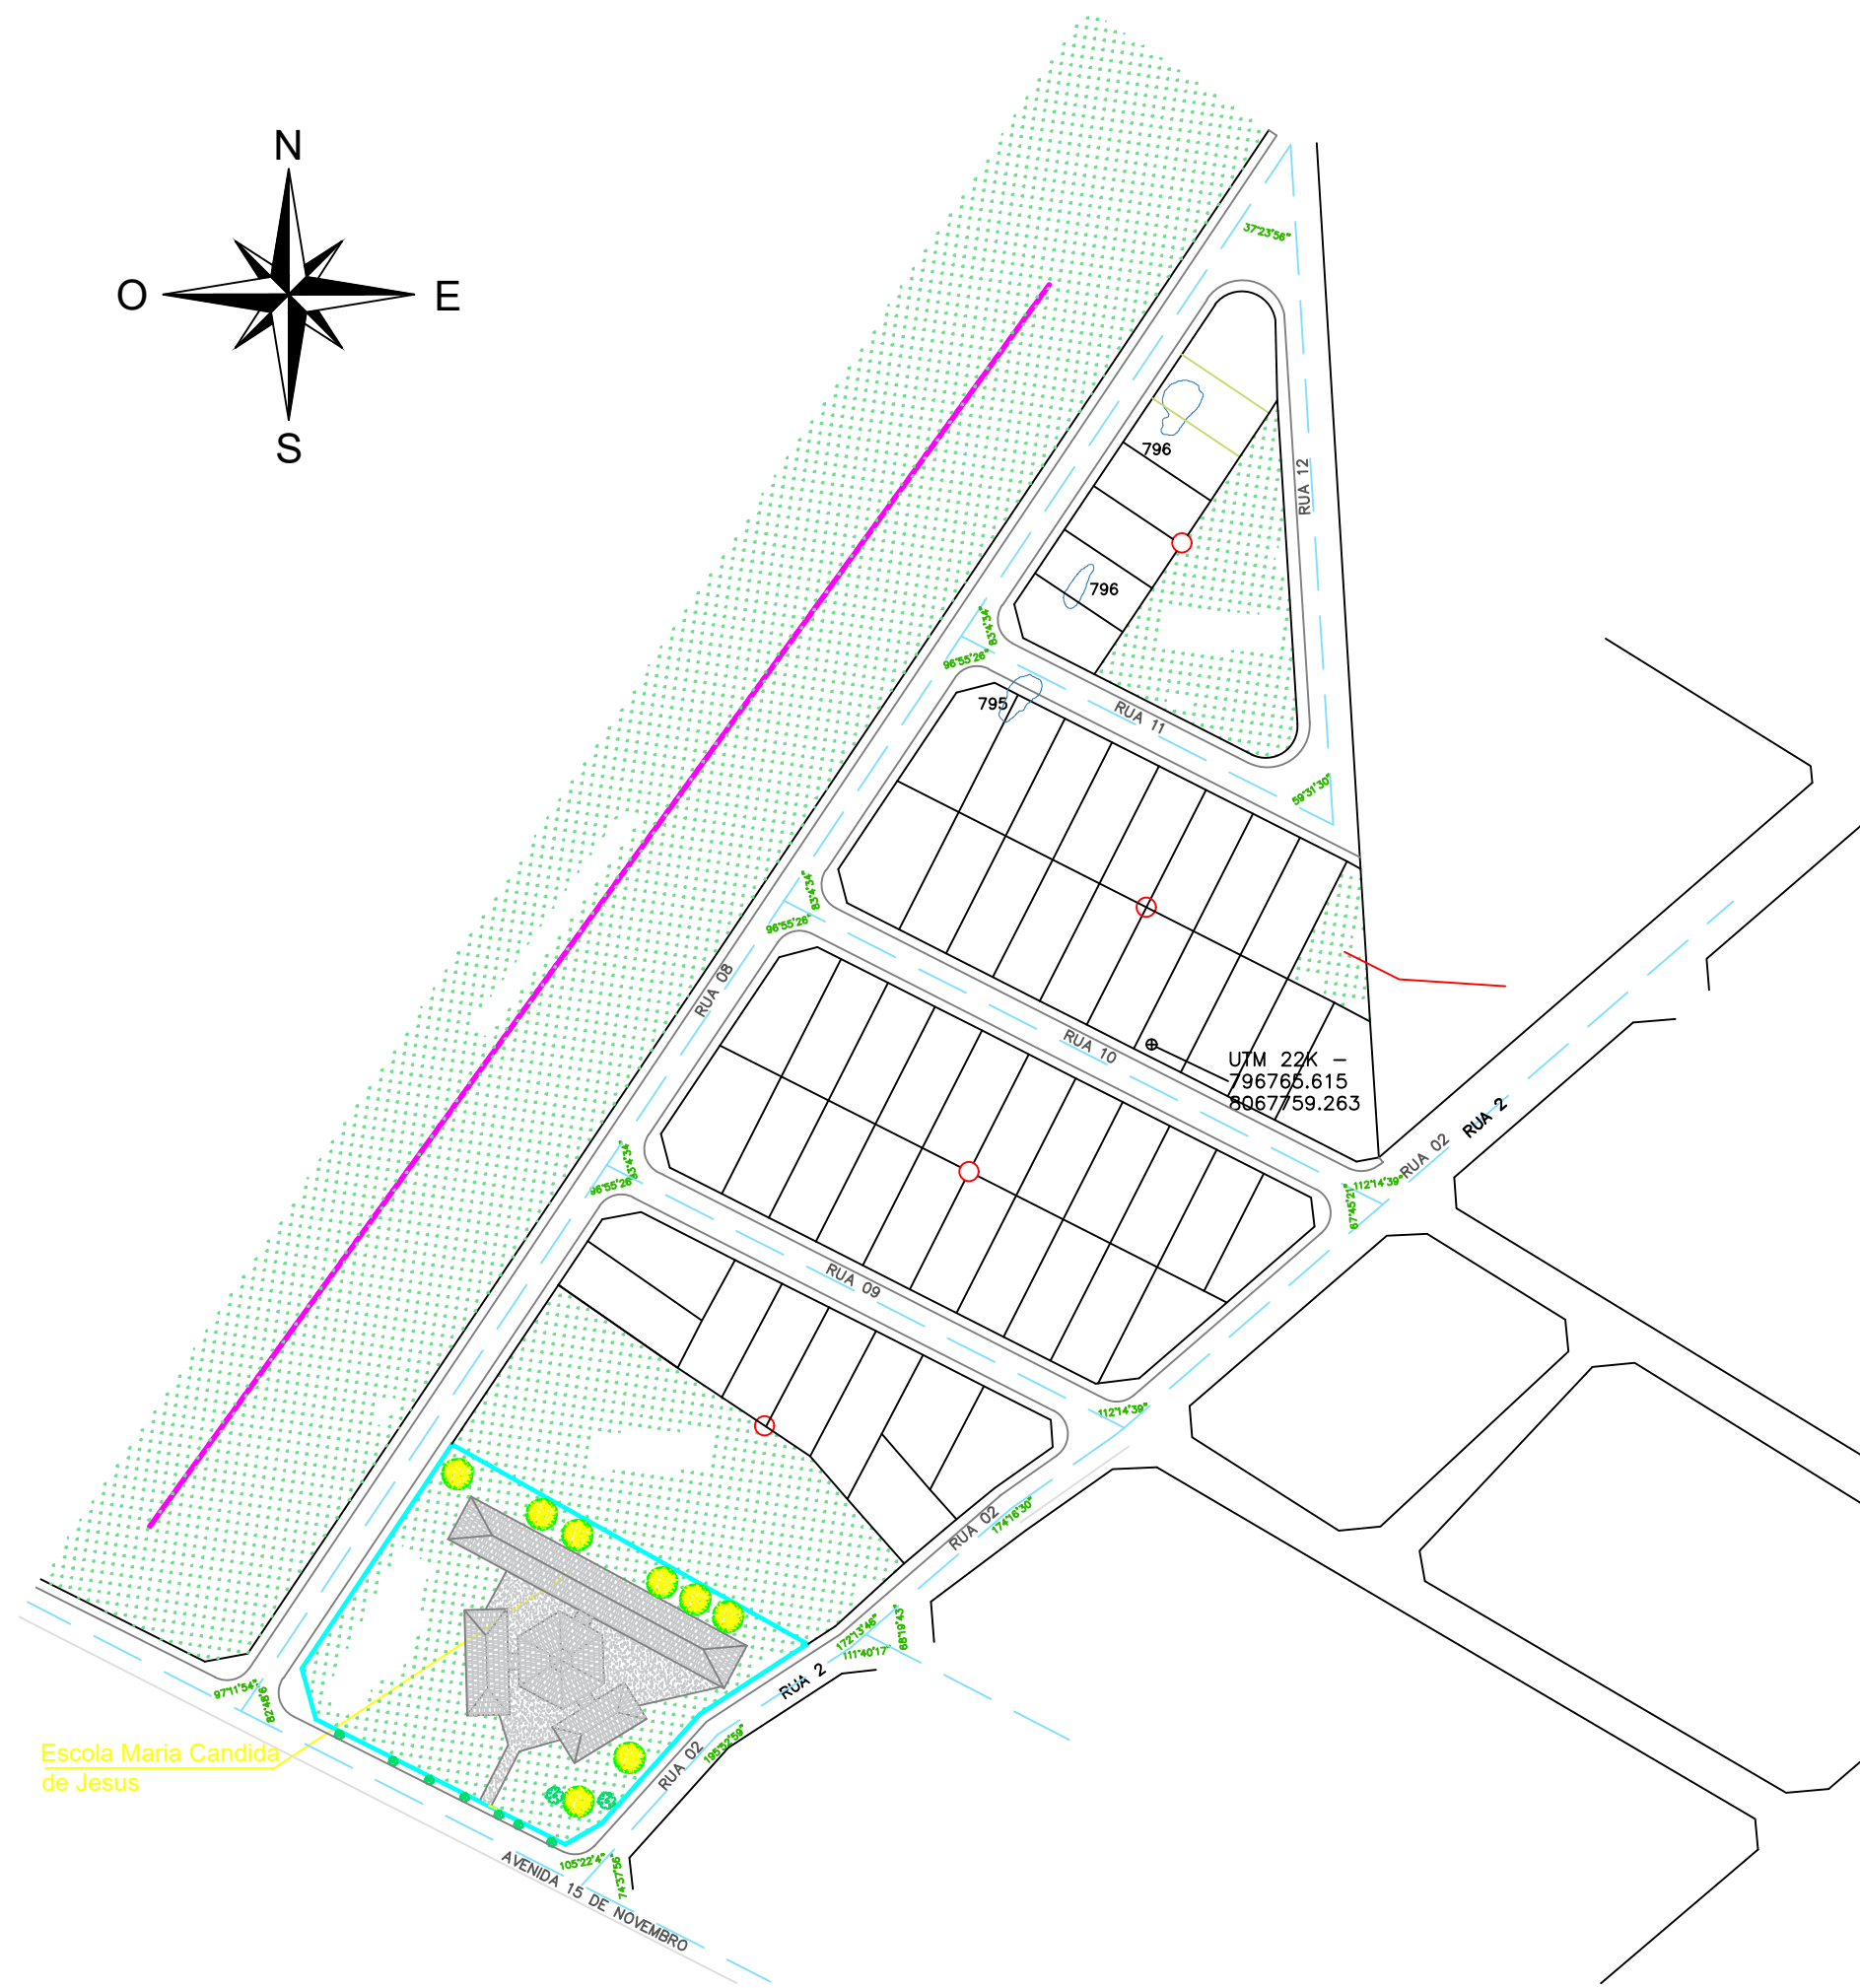 N
O
E
S
37°23'56"
796
RUA 12
796
83°4'34"
96°55'26"
795
RUA 11
59°31'30"
83°4'34"
96°55'26"
RUA 08
RUA 10
UTM 22K –
796765.615
8067759.263
RUA 2
RUA 02
112°14'39"
67°45'21"
83°4'34"
96°55'26"
RUA 09
112°14'39"
174°16'30"
RUA 02
172°13'46"
68°19'43"
111°40'17"
RUA 2
97°11'54"
82°48'6"
195°52'59"
RUA 02
Escola Maria Candida
de Jesus
105°22'4"
74°37'56"
AVENIDA 15 DE NOVEMBRO